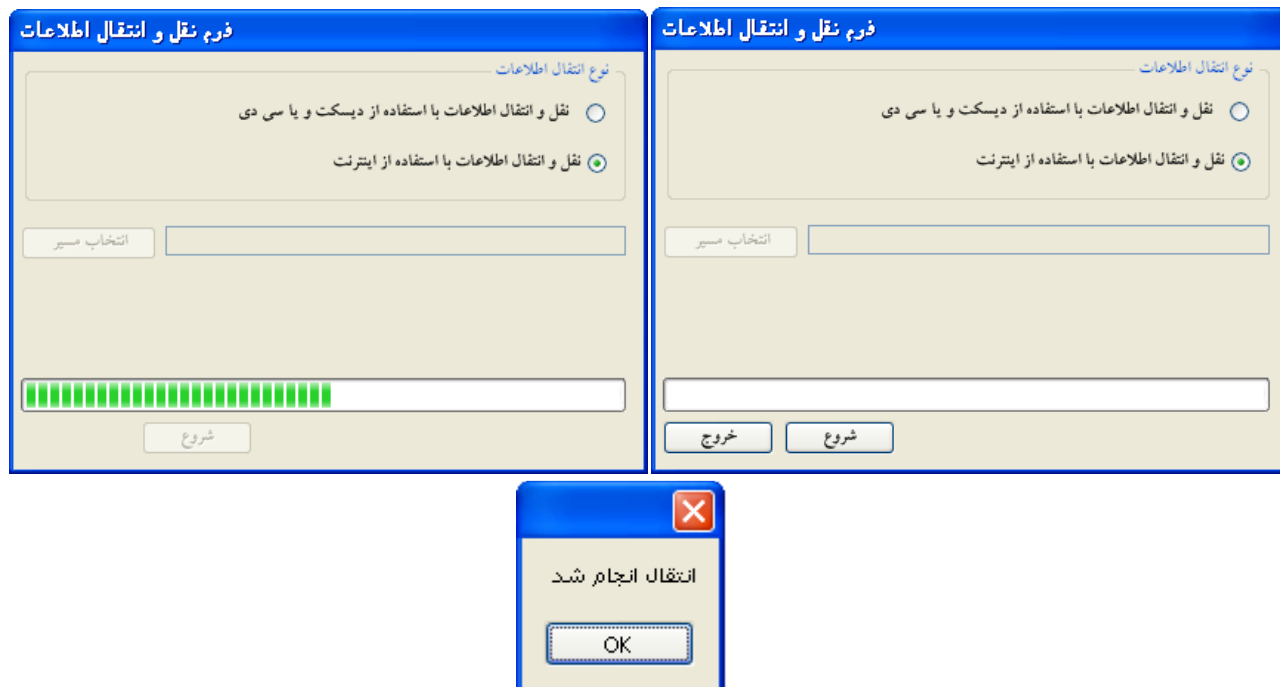 فرم نقل و انتقال اطلاعات
نوع انتقال اطلاعات
نقل و انتقال اطلاعات با استفاده از دیسکت و یا سی دی
نقل و انتقال اطلاعات با استفاده از اینترنت
انتخاب مسیر
شروع
خروج
فرم نقل و انتقال اطلاعات
نوع انتقال اطلاعات
نقل و انتقال اطلاعات با استفاده از دیسکت و یا سی دی
نقل و انتقال اطلاعات با استفاده از اینترنت
انتخاب مسیر
شروع
انتقال انجام شد
OK